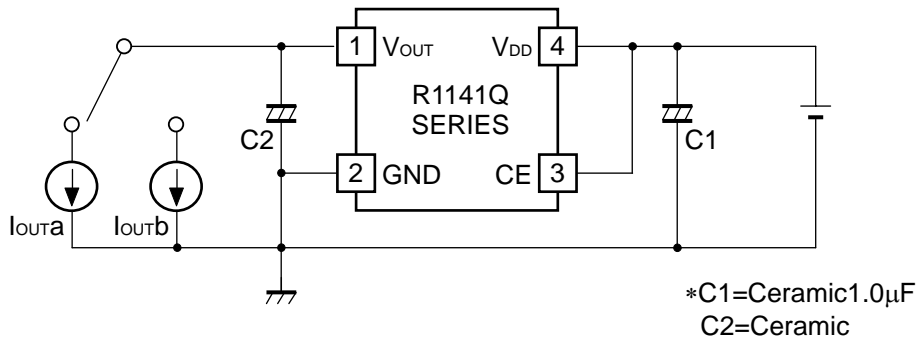 1 VOUT VDD 4
R1141Q
SERIES
C2 C1
2 GND CE 3
IOUTa IOUTb
*C1=Ceramic1.0μF
C2=Ceramic